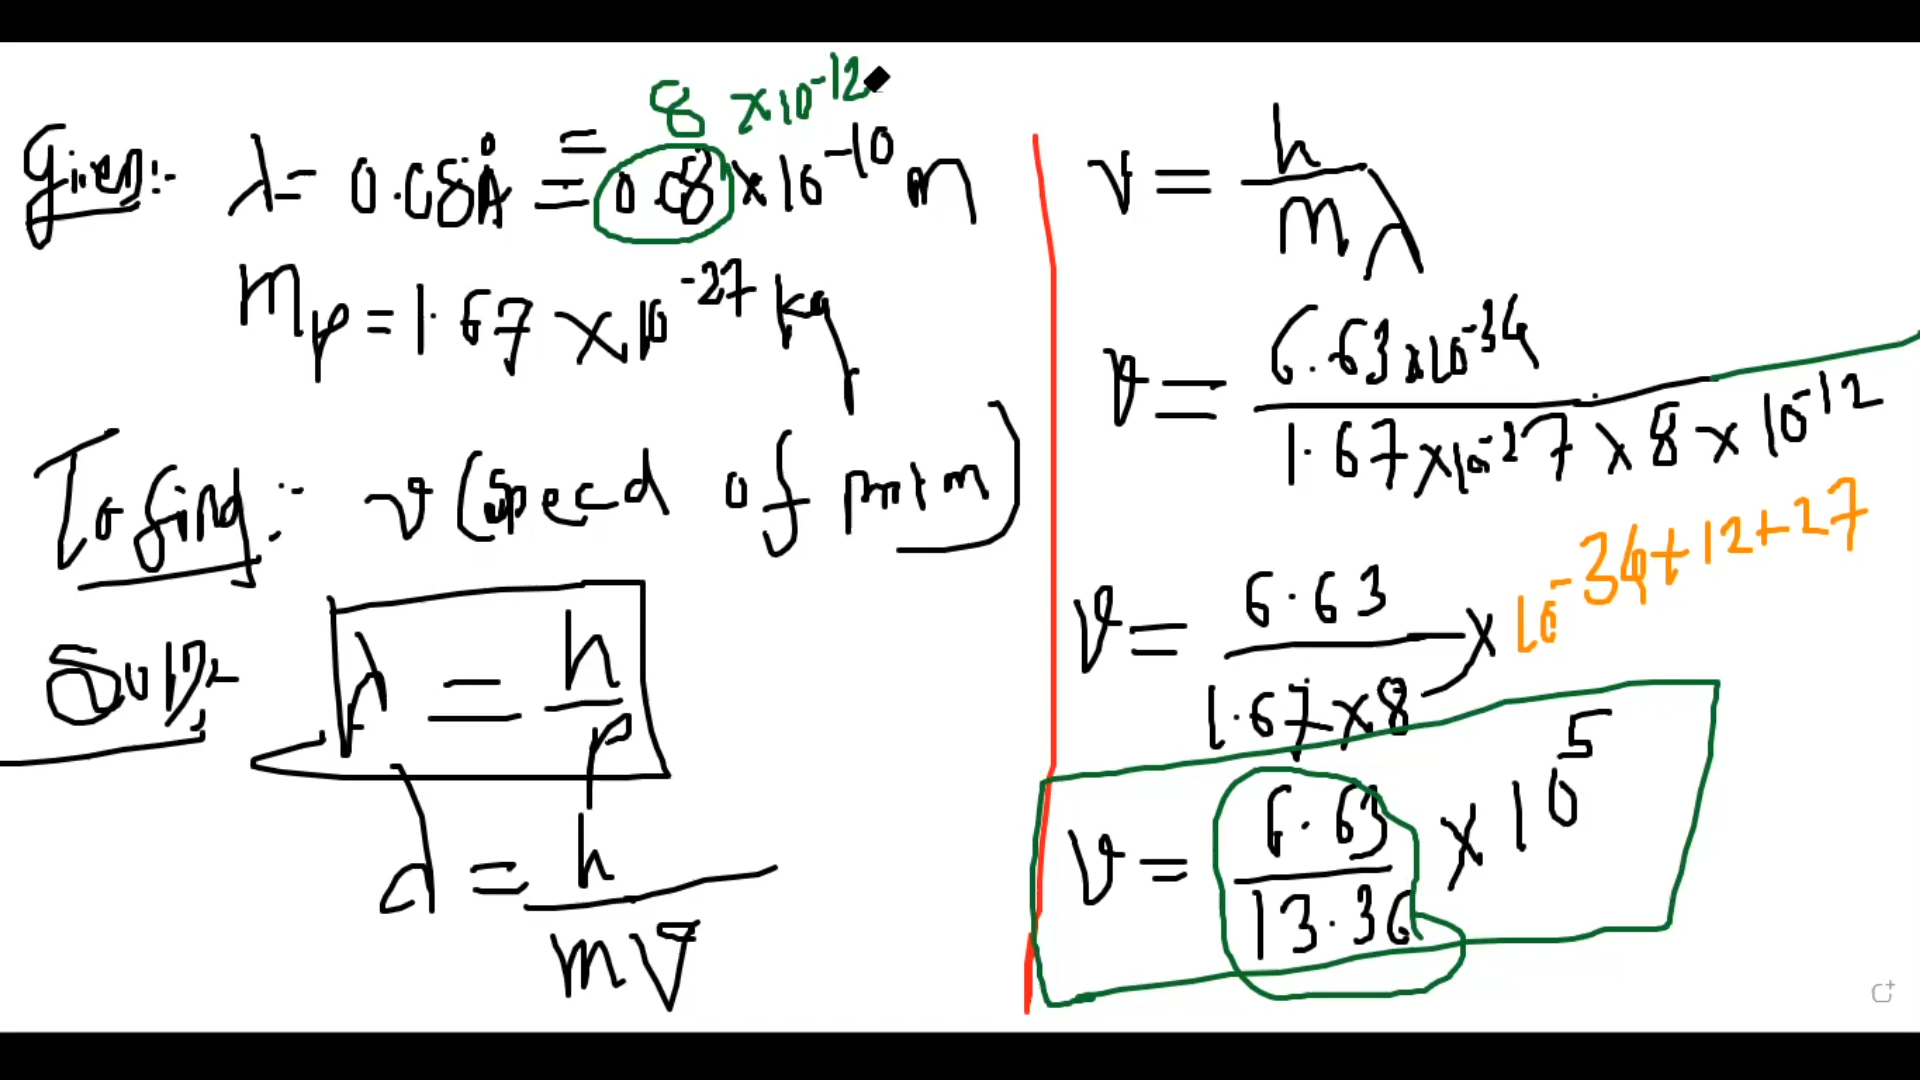 8 ×10⁻¹²
Given:- λ= 0.08Å = 0.08×10⁻¹⁰ m
mp = 1.67 ×10⁻²⁷ kg
To find:- v (speed of proton)
Sol:-
λ = h/p
λ = h/mv
v = h/mλ
v = 6.63×10⁻³⁴/1.67×10⁻²⁷ × 8 × 10⁻¹²
v = 6.63/1.67×8 × 10⁻³⁴⁺¹²⁺²⁷
v = 6.63/13.36 × 10⁵